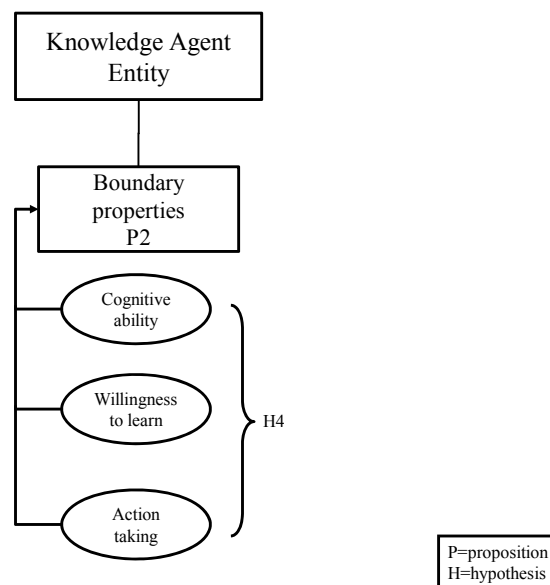 Knowledge Agent
Entity
Boundary
properties
P2
Cognitive
ability
Willingness
to learn
H4
Action
taking
P=proposition
H=hypothesis